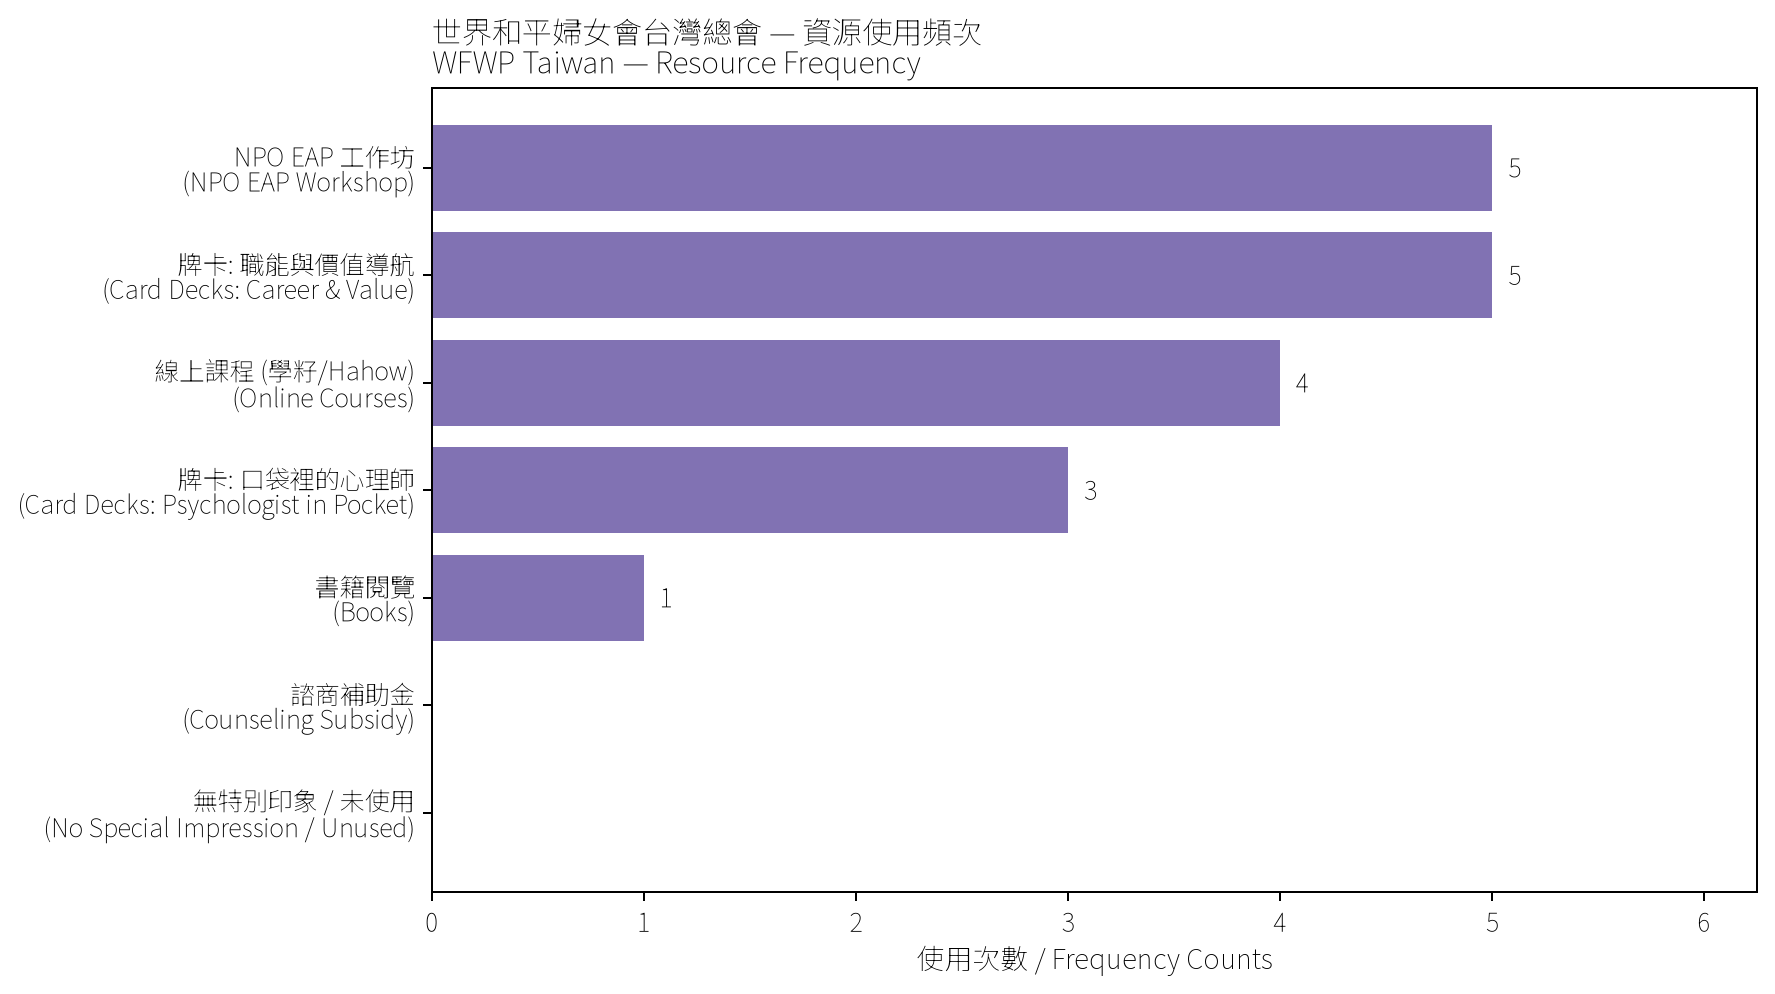 世界和平婦女會台灣總會 — 資源使用頻次
WFWP Taiwan — Resource Frequency
NPO EAP 工作坊
(NPO EAP Workshop)
5
牌卡: 職能與價值導航
(Card Decks: Career & Value)
5
線上課程 (學籽/Hahow)
(Online Courses)
4
牌卡: 口袋裡的心理師
(Card Decks: Psychologist in Pocket)
3
書籍閱覽
(Books)
1
諮商補助金
(Counseling Subsidy)
無特別印象 / 未使用
(No Special Impression / Unused)
0 1 2 3 4 5 6
使用次數 / Frequency Counts